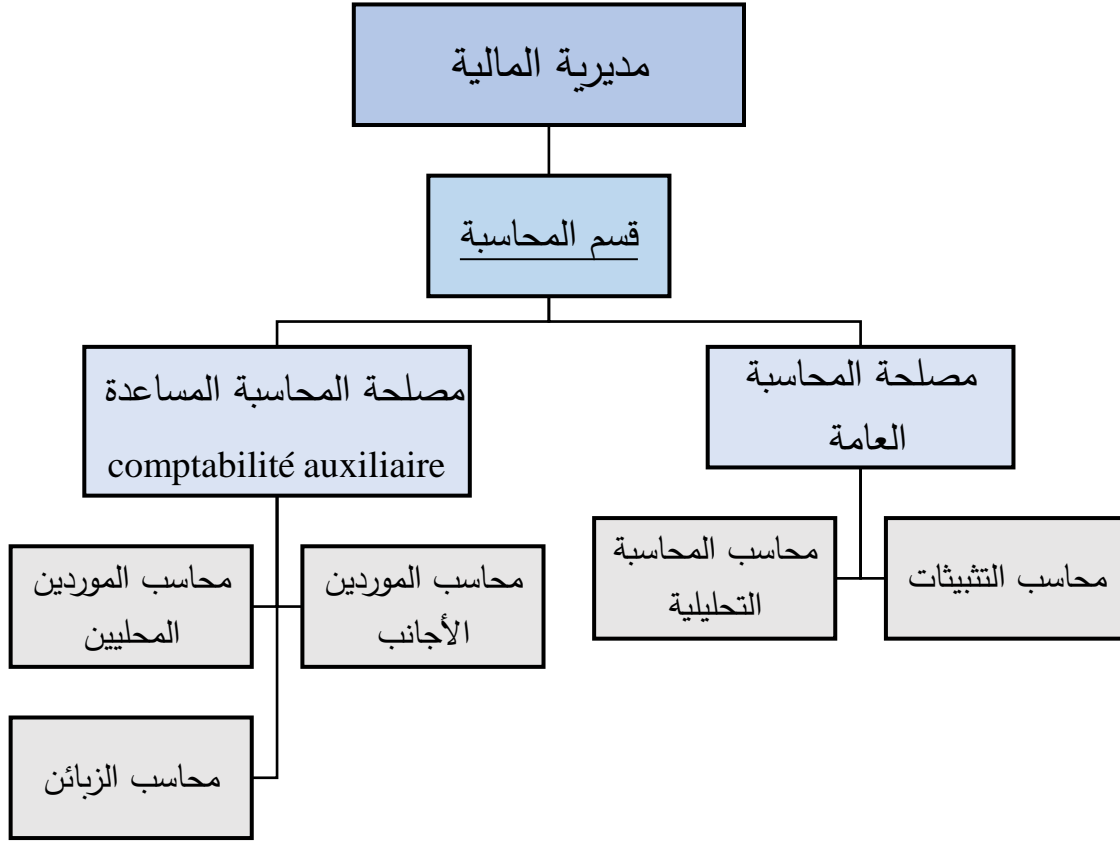 مديرية المالية
قسم المحاسبة
مصلحة المحاسبة
العامة
مصلحة المحاسبة المساعدة
comptabilité auxiliaire
محاسب التثبيثات
محاسب المحاسبة
التحليلية
محاسب الموردين
الأجانب
محاسب الموردين
المحليين
محاسب الزبائن